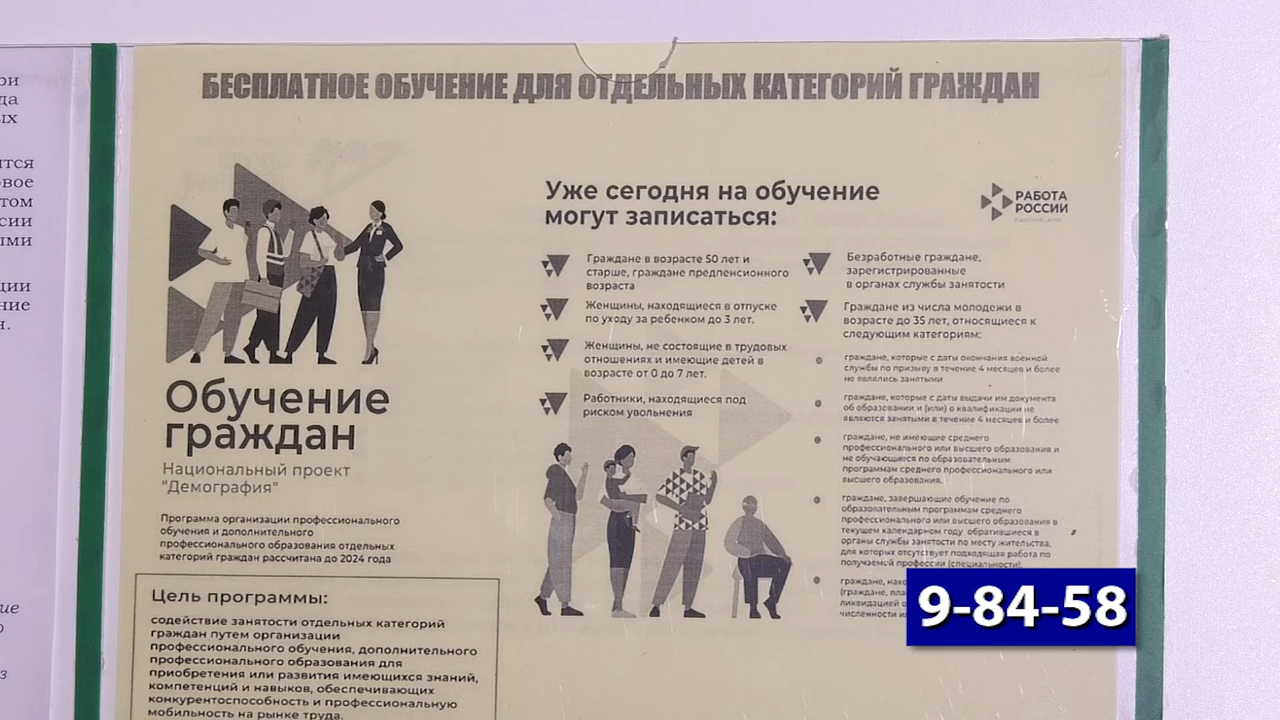 БЕСПЛАТНОЕ ОБУЧЕНИЕ ДЛЯ ОТДЕЛЬНЫХ КАТЕГОРИЙ ГРАЖДАН
Обучение
граждан
Национальный проект
"Демография"
Программа организации профессионального
обучения и дополнительного
профессионального образования отдельных
категорий граждан рассчитана до 2024 года
Цель программы:
содействие занятости отдельных категорий
граждан путем организации
профессионального обучения, дополнительного
профессионального образования для
приобретения или развития имеющихся знаний,
компетенций и навыков, обеспечивающих
конкурентоспособность и профессиональную
мобильность на рынке труда.
Уже сегодня на обучение
могут записаться:
РАБОТА
РОССИИ
Граждане в возрасте 50 лет и
старше, граждане предпенсионного
возраста
Женщины, находящиеся в отпуске
по уходу за ребенком до 3 лет.
Женщины, не состоящие в трудовых
отношениях и имеющие детей в
возрасте от 0 до 7 лет.
Работники, находящиеся под
риском увольнения
Безработные граждане,
зарегистрированные
в органах службы занятости
Граждане из числа молодежи в
возрасте до 35 лет, относящиеся к
следующим категориям:
граждане, которые с даты окончания военной
службы по призыву в течение 4 месяцев и более
не являлись занятыми
граждане, которые с даты выдачи им документа
об образовании и (или) о квалификации не
являются занятыми в течение 4 месяцев и более
граждане, не имеющие среднего
профессионального или высшего образования и
не обучающиеся по образовательным
программам среднего профессионального или
высшего образования.
граждане, завершающие обучение по
образовательным программам среднего
профессионального или высшего образования в
текущем календарном году обратившиеся в
органы службы занятости по месту жительства,
для которых отсутствует подходящая работа по
получаемой профессии (специальности).
граждане,
(граждане,
ликвидацией
численности
9-84-58